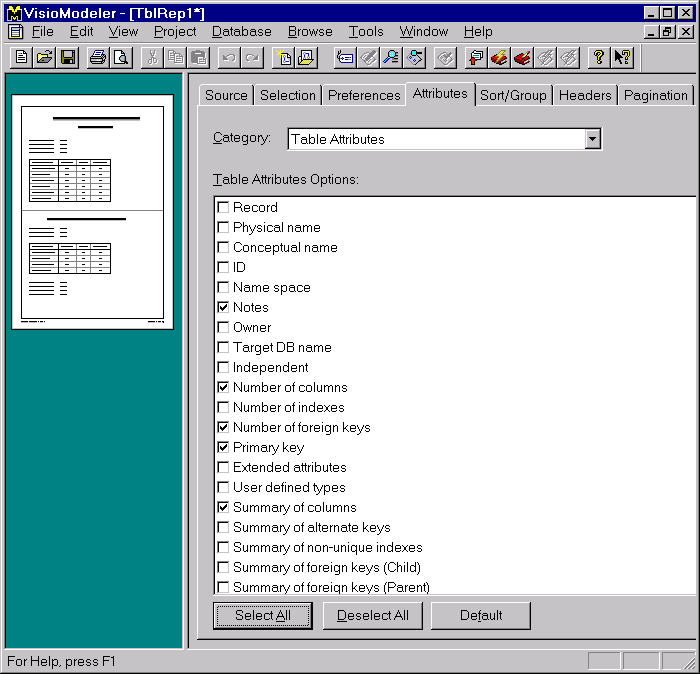 VisioModeler - [TblRep1*]
File Edit View Project Database Browse Tools Window Help
Source Selection Preferences Attributes Sort/Group Headers Pagination
Category: Table Attributes
Table Attributes Options:
Record
Physical name
Conceptual name
ID
Name space
Notes
Owner
Target DB name
Independent
Number of columns
Number of indexes
Number of foreign keys
Primary key
Extended attributes
User defined types
Summary of columns
Summary of alternate keys
Summary of non-unique indexes
Summary of foreign keys (Child)
Summary of foreign keys (Parent)
Select All Deselect All Default
For Help, press F1